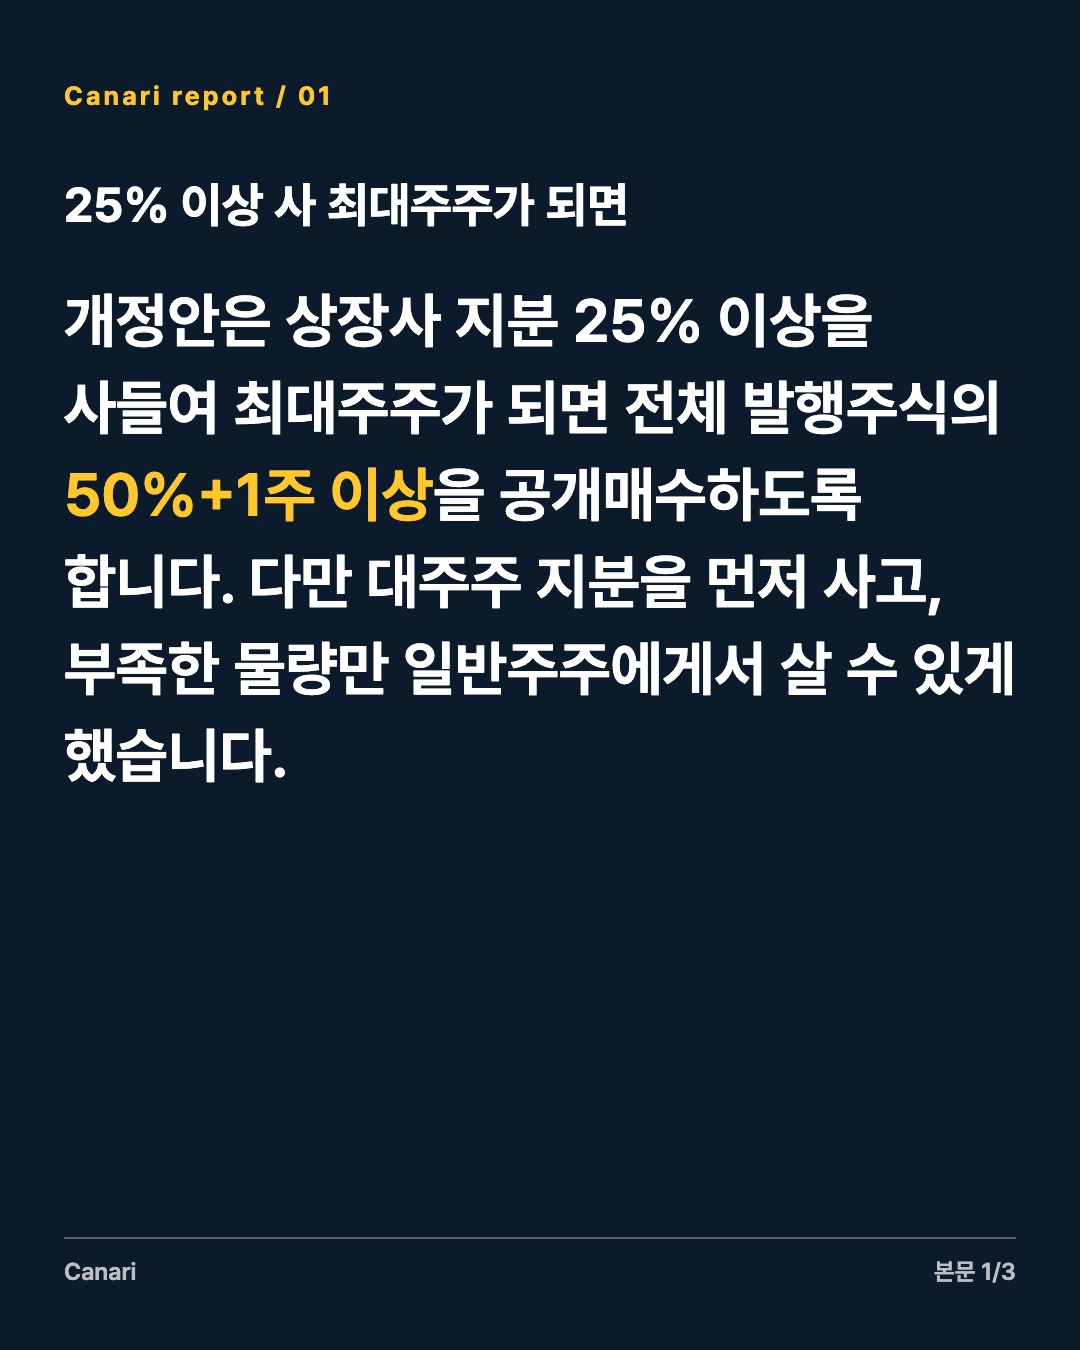 Canari report / 01
25% 이상 사 최대주주가 되면
개정안은 상장사 지분 25% 이상을
사들여 최대주주가 되면 전체 발행주식의
50%+1주 이상을 공개매수하도록
합니다. 다만 대주주 지분을 먼저 사고,
부족한 물량만 일반주주에게서 살 수 있게
했습니다.
Canari
본문 1/3